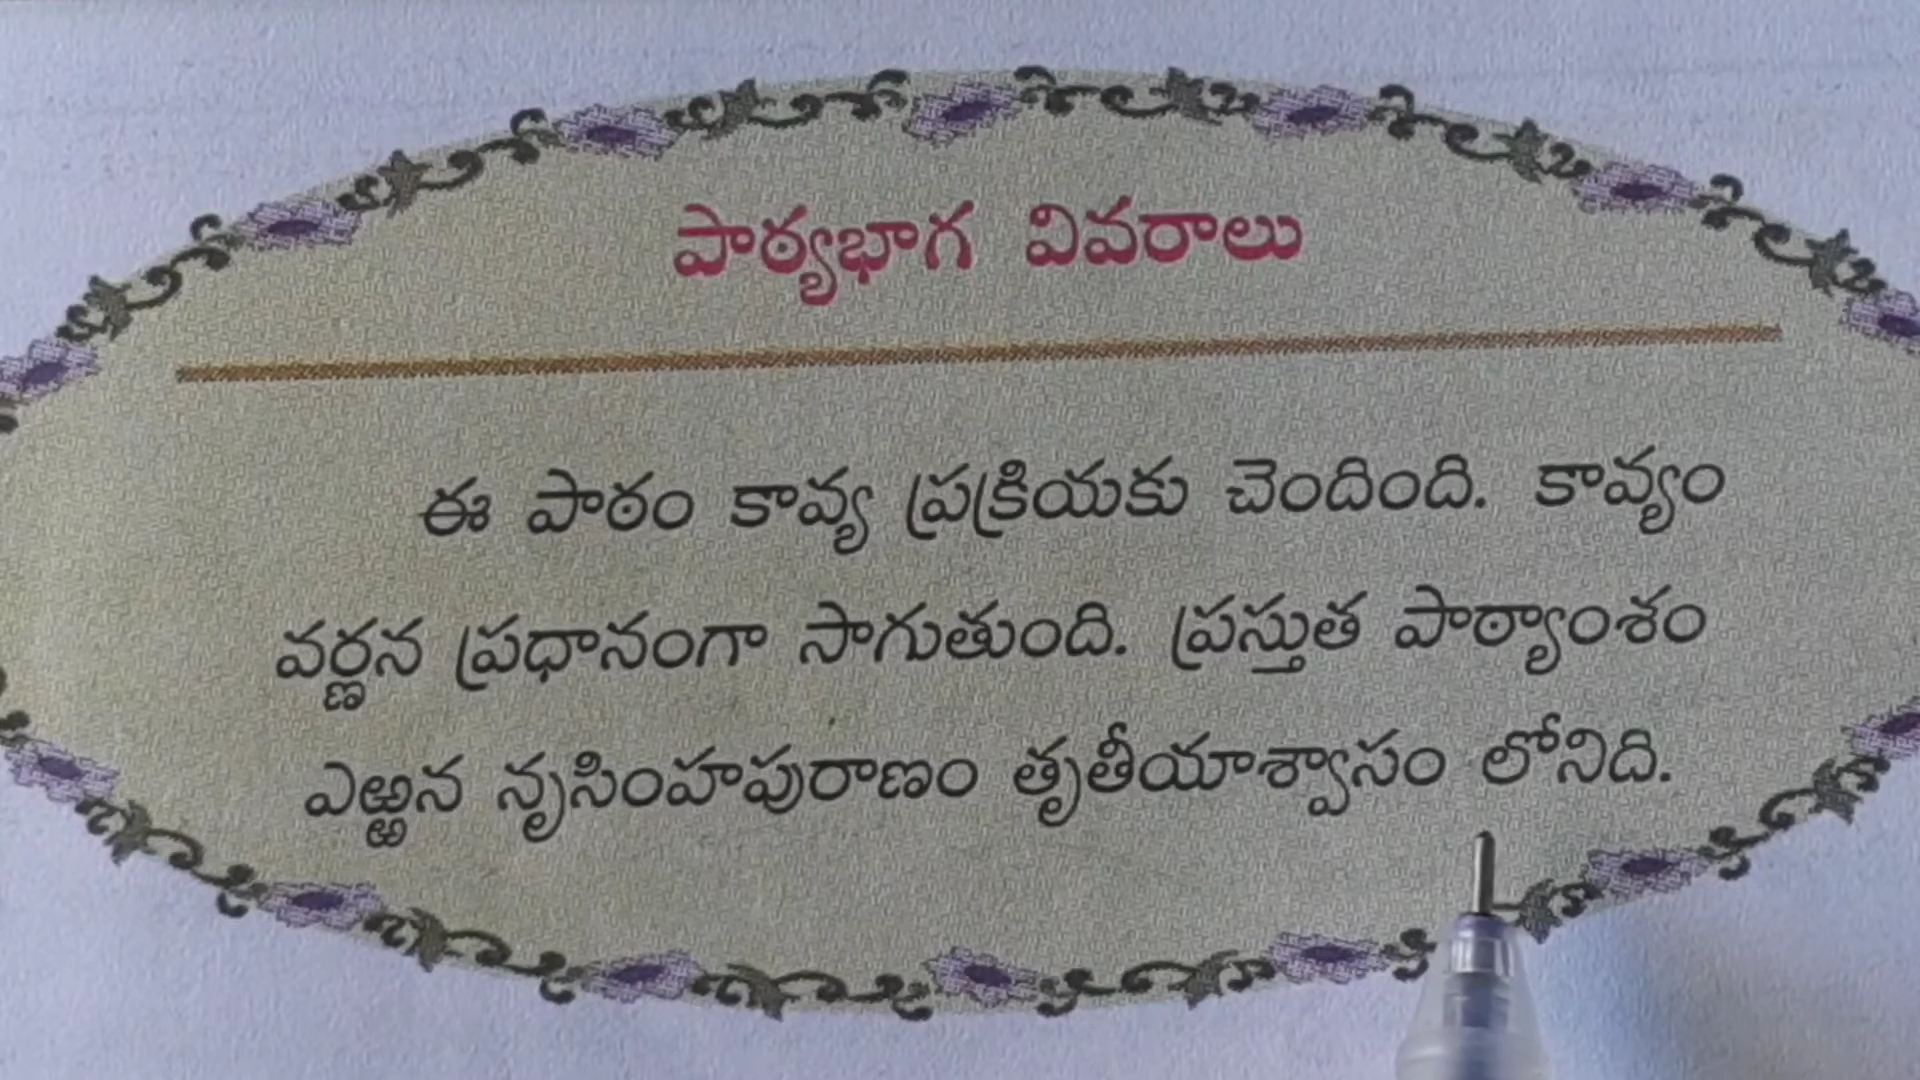 పాఠ్యభాగ వివరాలు
ఈ పాఠం కావ్య ప్రక్రియకు చెందింది. కావ్యం
వర్ణన ప్రధానంగా సాగుతుంది. ప్రస్తుత పాఠ్యాంశం
ఎఱ్ఱన నృసింహపురాణం తృతీయాశ్వాసం లోనిది.